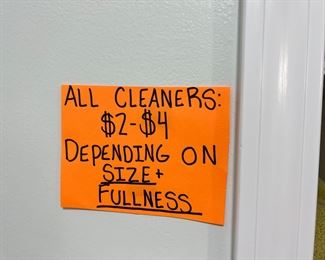 ALL CLEANERS:
$2-$4
DEPENDING ON
SIZE +
FULLNESS